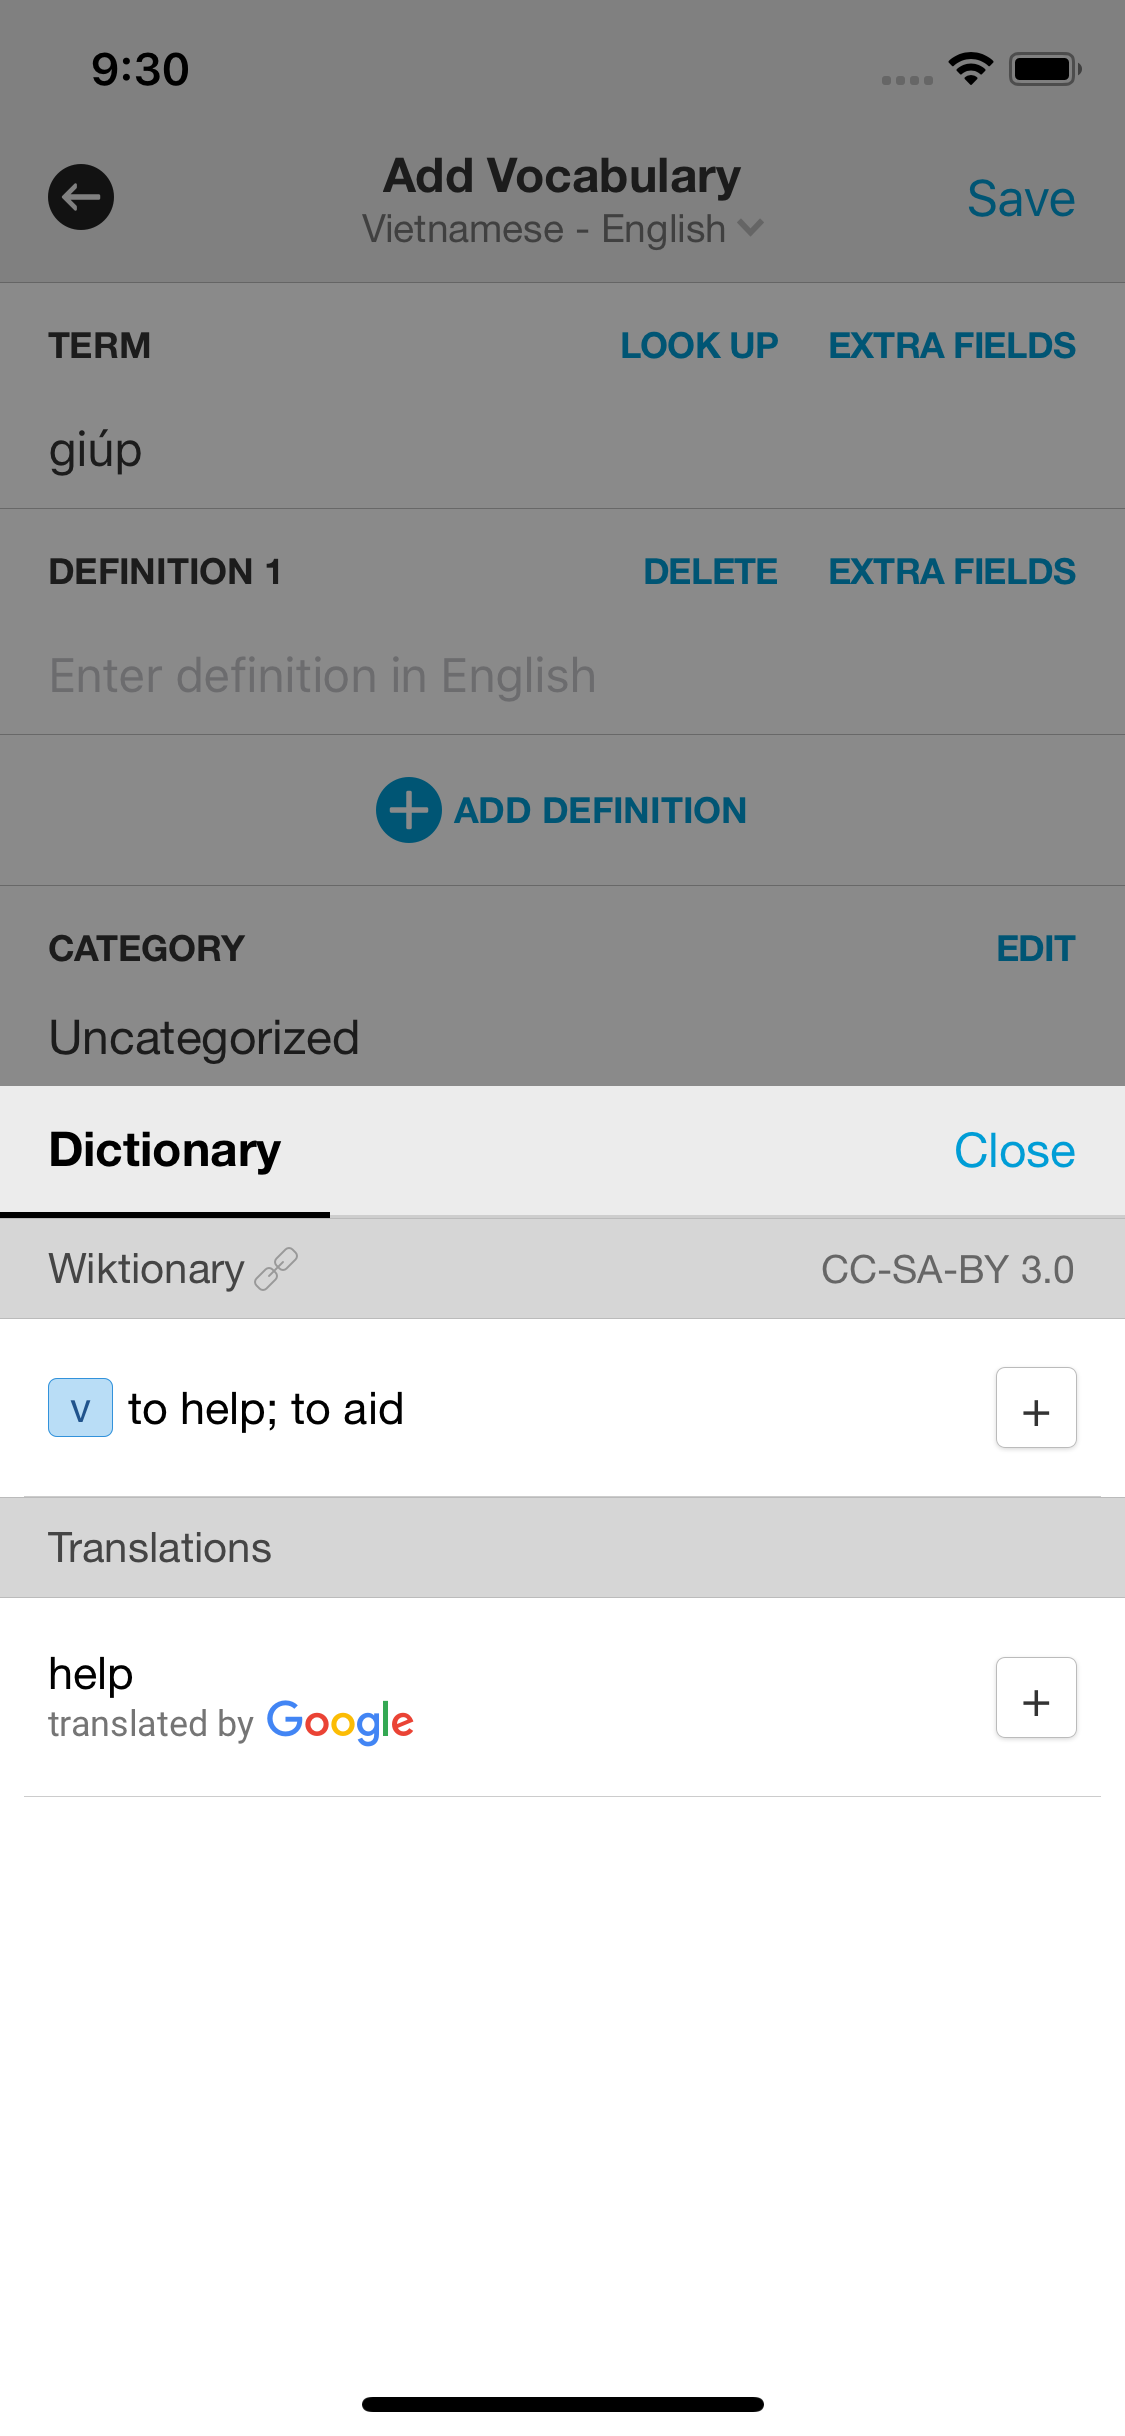 9:30
Add Vocabulary
Vietnamese - English
Save
TERM
LOOK UP
EXTRA FIELDS
giúp
DEFINITION 1
DELETE
EXTRA FIELDS
Enter definition in English
ADD DEFINITION
CATEGORY
EDIT
Uncategorized
Dictionary
Close
Wiktionary
CC-SA-BY 3.0
v to help; to aid
+
Translations
help
translated by Google
+